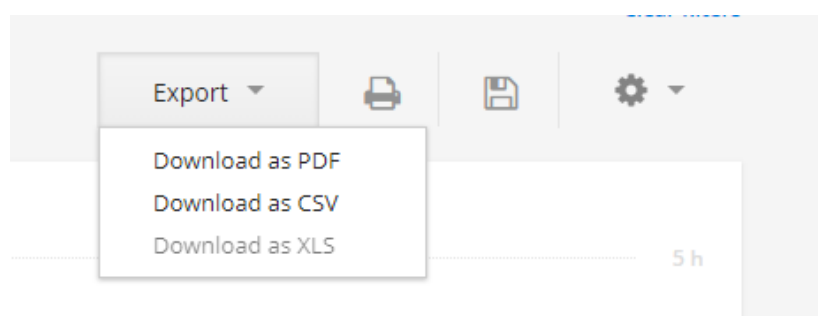 Export
Download as PDF
Download as CSV
Download as XLS
5 h